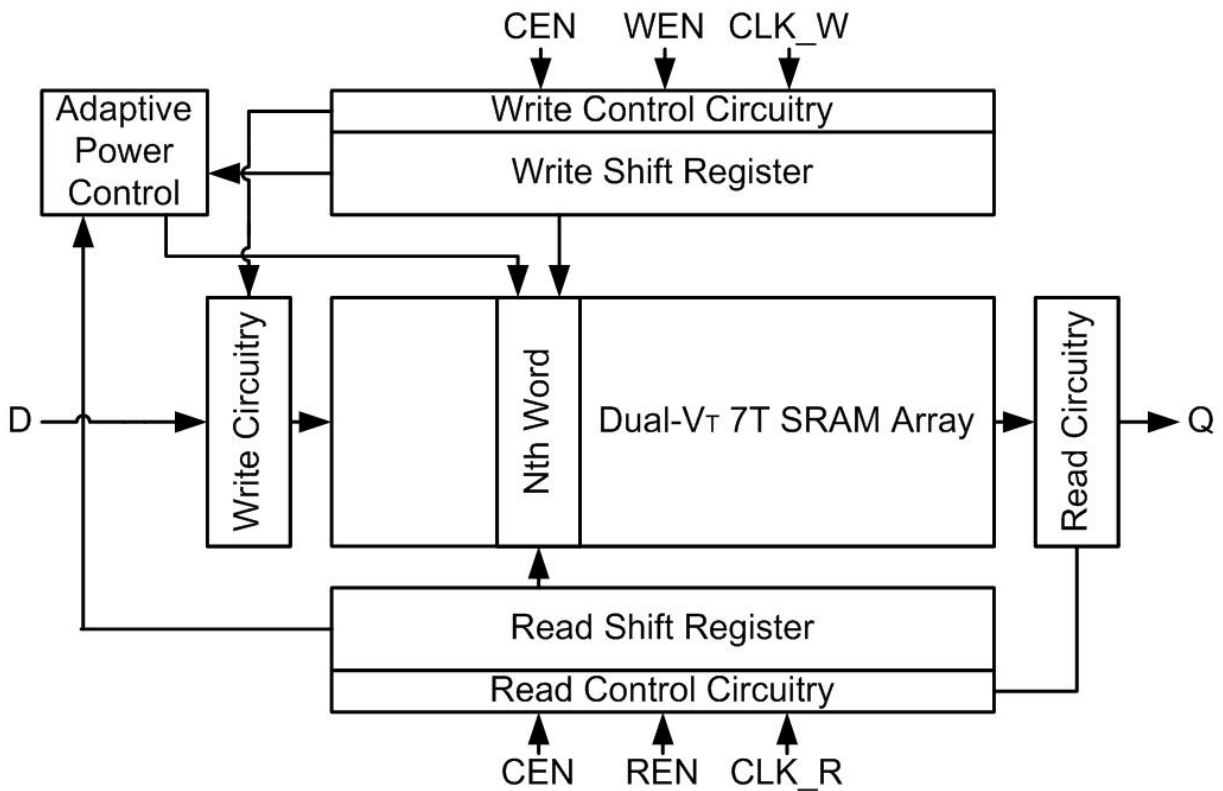 CEN WEN CLK_W
Adaptive
Power
Control
Write Control Circuitry
Write Shift Register
D
Write Circuitry
Nth Word
Dual-VT 7T SRAM Array
Read Circuitry
Q
Read Shift Register
Read Control Circuitry
CEN REN CLK_R